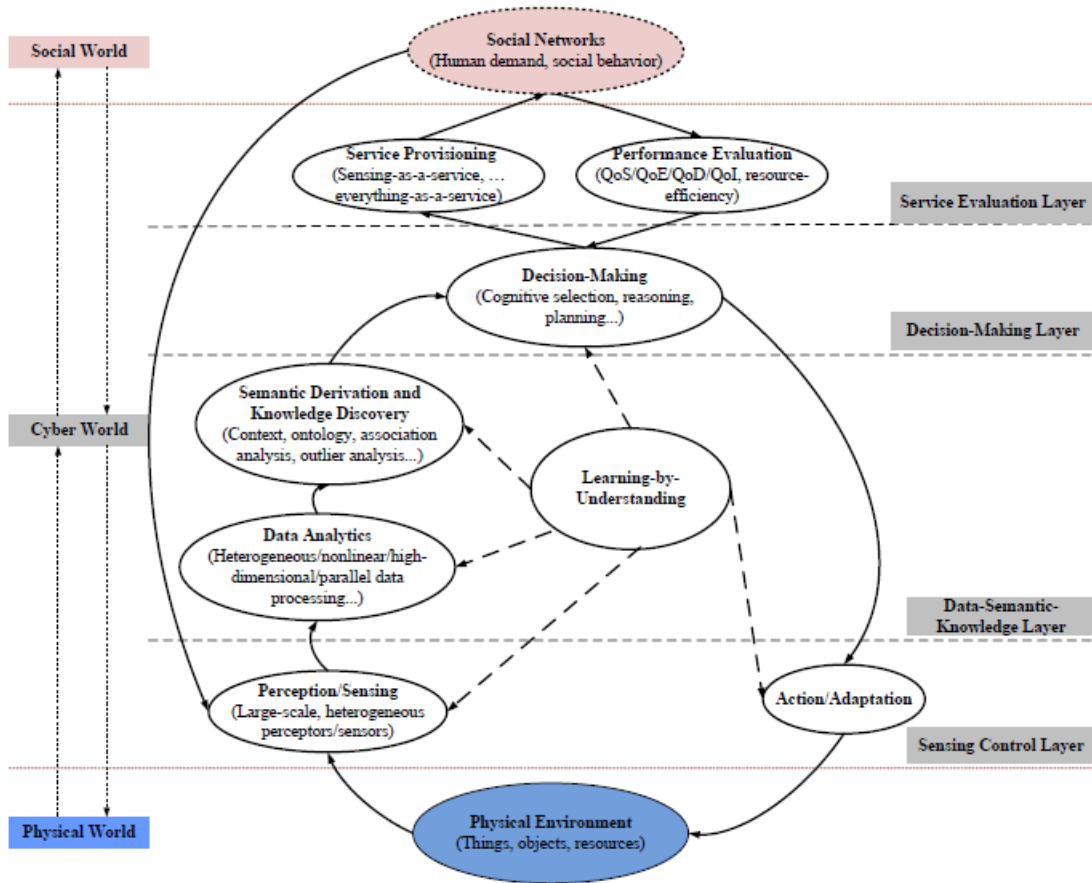 Social World
Social Networks
(Human demand, social behavior)
Service Provisioning
(Sensing-as-a-service, …
everything-as-a-service)
Performance Evaluation
(QoS/QoE/QoD/QoI, resource-
efficiency)
Service Evaluation Layer
Decision-Making
(Cognitive selection, reasoning,
planning...)
Decision-Making Layer
Semantic Derivation and
Knowledge Discovery
(Context, ontology, association
analysis, outlier analysis...)
Cyber World
Learning-by-
Understanding
Data Analytics
(Heterogeneous/nonlinear/high-
dimensional/parallel data
processing...)
Data-Semantic-
Knowledge Layer
Perception/Sensing
(Large-scale, heterogeneous
perceptors/sensors)
Action/Adaptation
Sensing Control Layer
Physical World
Physical Environment
(Things, objects, resources)